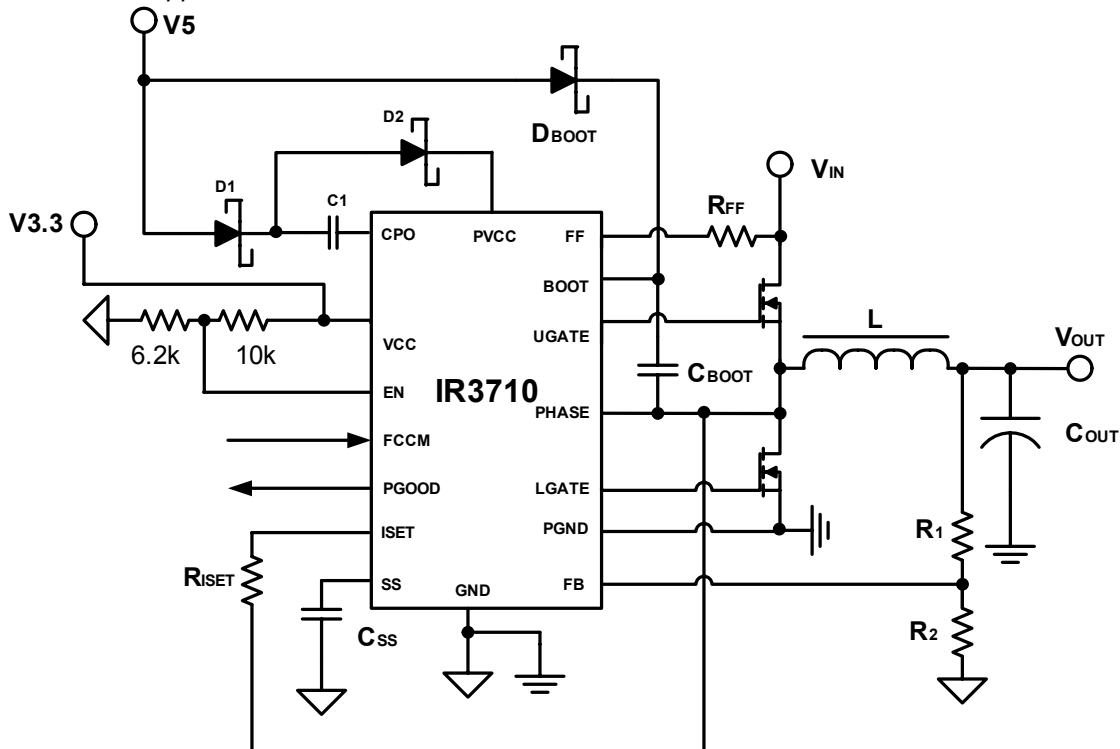 V5
D2
DBOOT
VIN
D1
C1
RFF
V3.3
CPO
PVCC
FF
BOOT
UGATE
L
VOUT
6.2k
10k
VCC
CBOOT
EN
IR3710
PHASE
COUT
FCCM
PGOOD
LGATE
ISET
PGND
R1
RISET
SS
GND
FB
CSS
R2